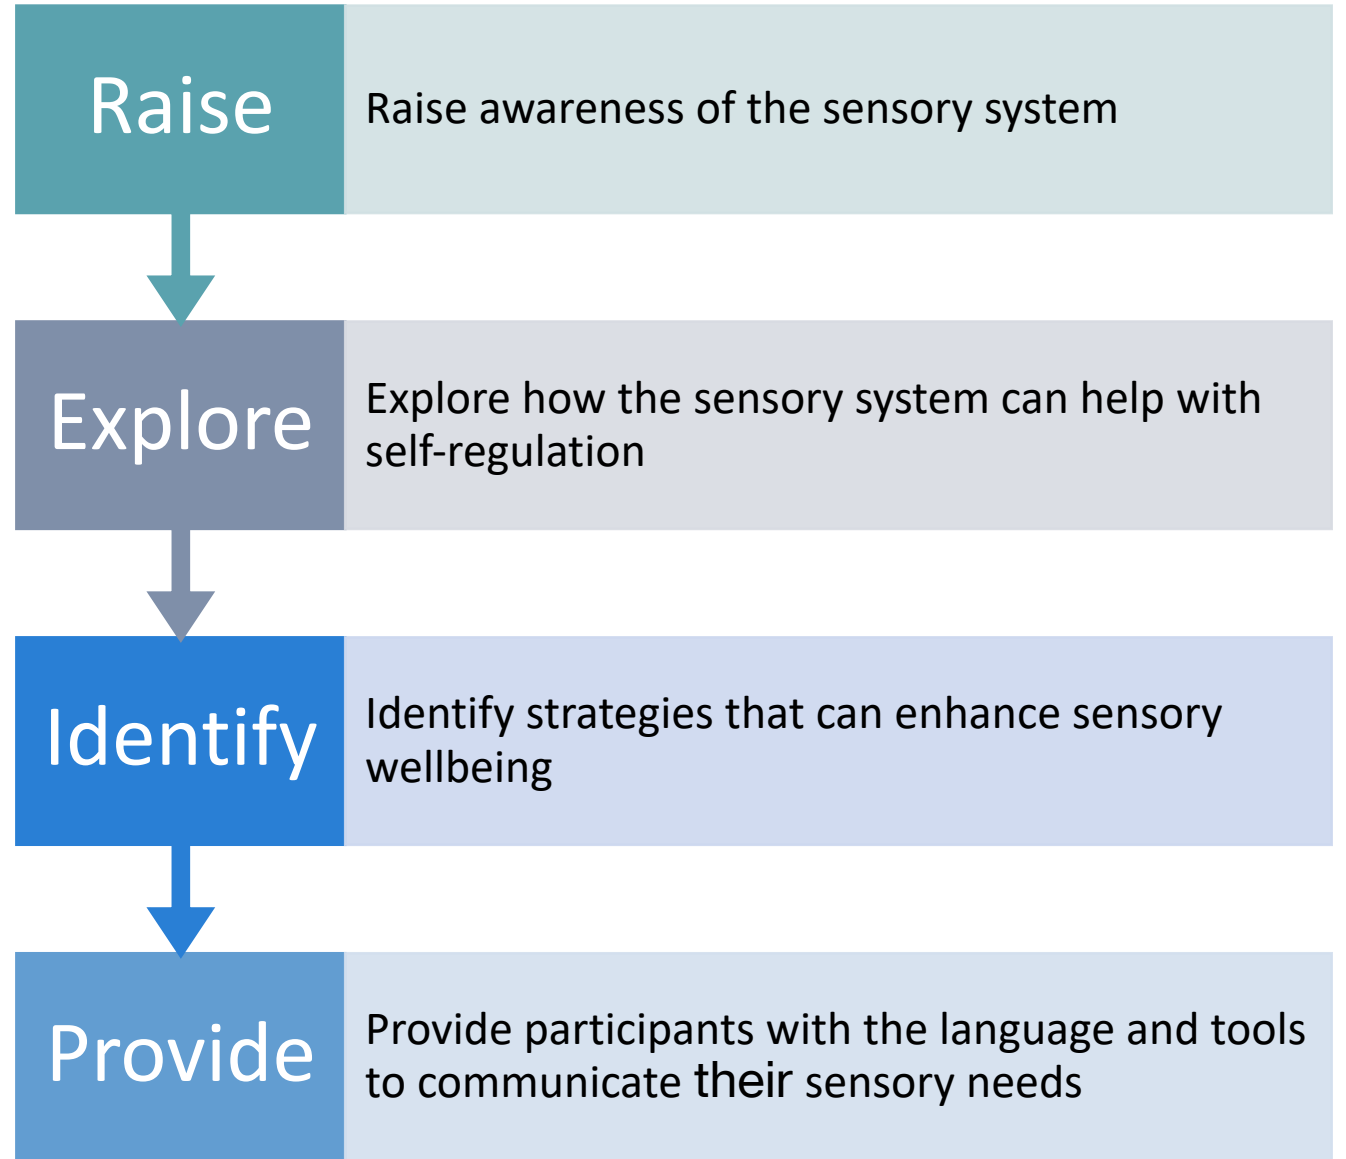 Raise
Raise awareness of the sensory system
Explore
Explore how the sensory system can help with
self-regulation
Identify
Identify strategies that can enhance sensory
wellbeing
Provide
Provide participants with the language and tools
to communicate their sensory needs